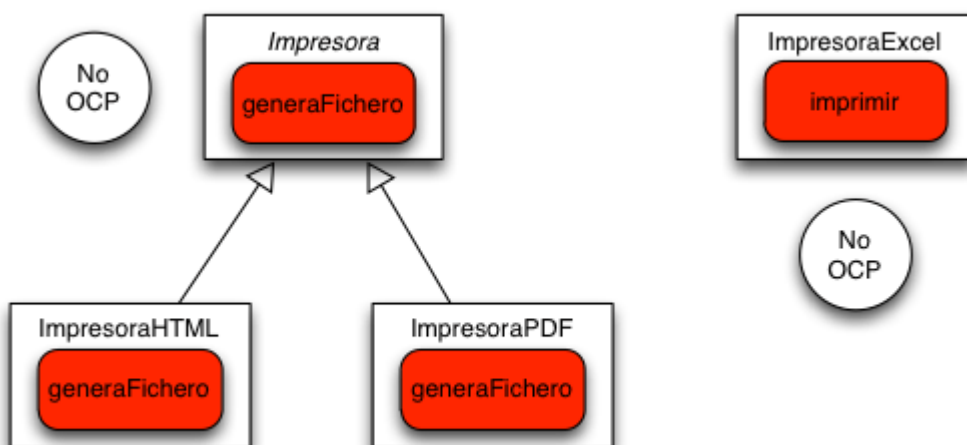 Impresora
generaFichero
No
OCP
ImpresoraExcel
imprimir
No
OCP
ImpresoraHTML
generaFichero
ImpresoraPDF
generaFichero